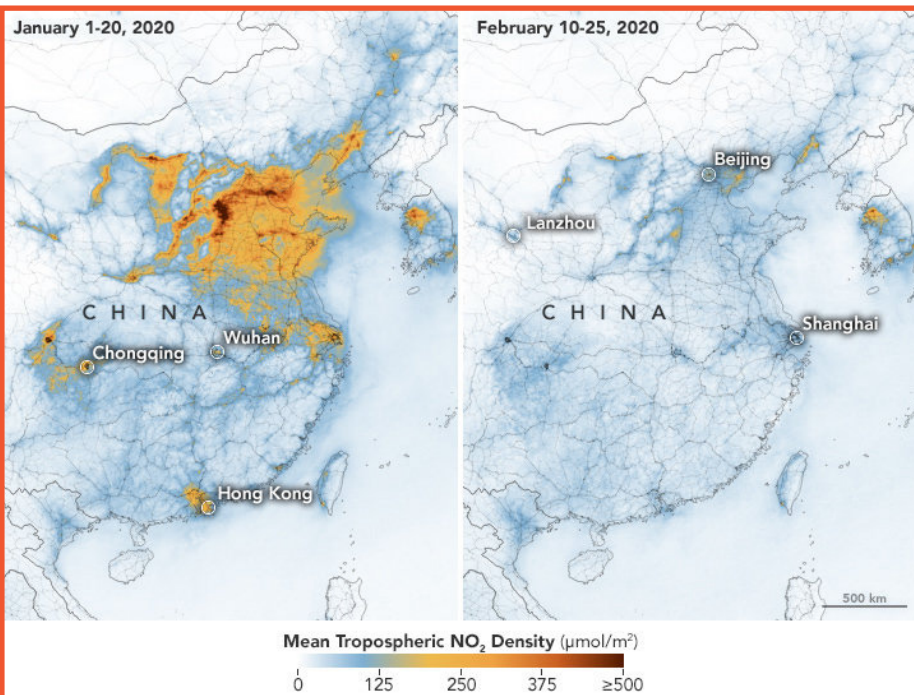 January 1-20, 2020
CHINA
Wuhan
Chongqing
Hong Kong
February 10-25, 2020
Beijing
Lanzhou
CHINA
Shanghai
500 km
Mean Tropospheric NO₂ Density (μmol/m²)
0 125 250 375 ≥500